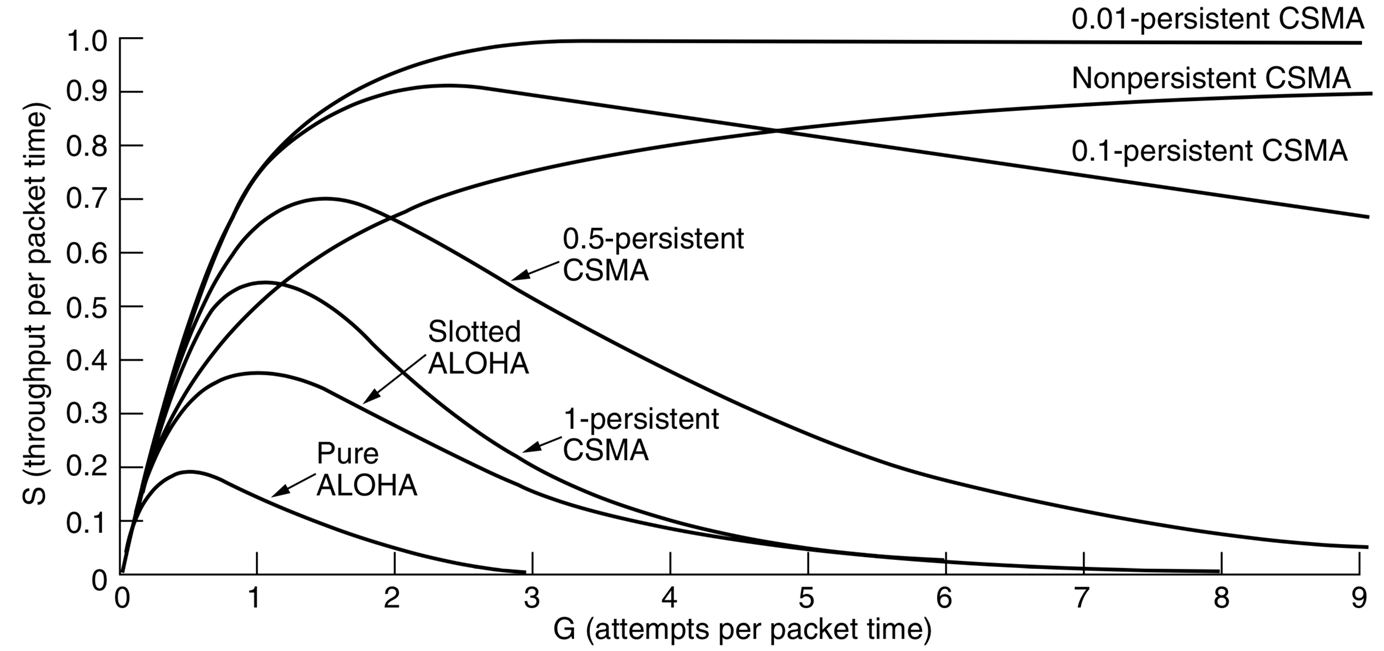 0.01-persistent CSMA
Nonpersistent CSMA
0.1-persistent CSMA
0.5-persistent
CSMA
Slotted
ALOHA
1-persistent
CSMA
Pure
ALOHA
S (throughput per packet time)
1.0
0.9
0.8
0.7
0.6
0.5
0.4
0.3
0.2
0.1
0
0 1 2 3 4 5 6 7 8 9
G (attempts per packet time)